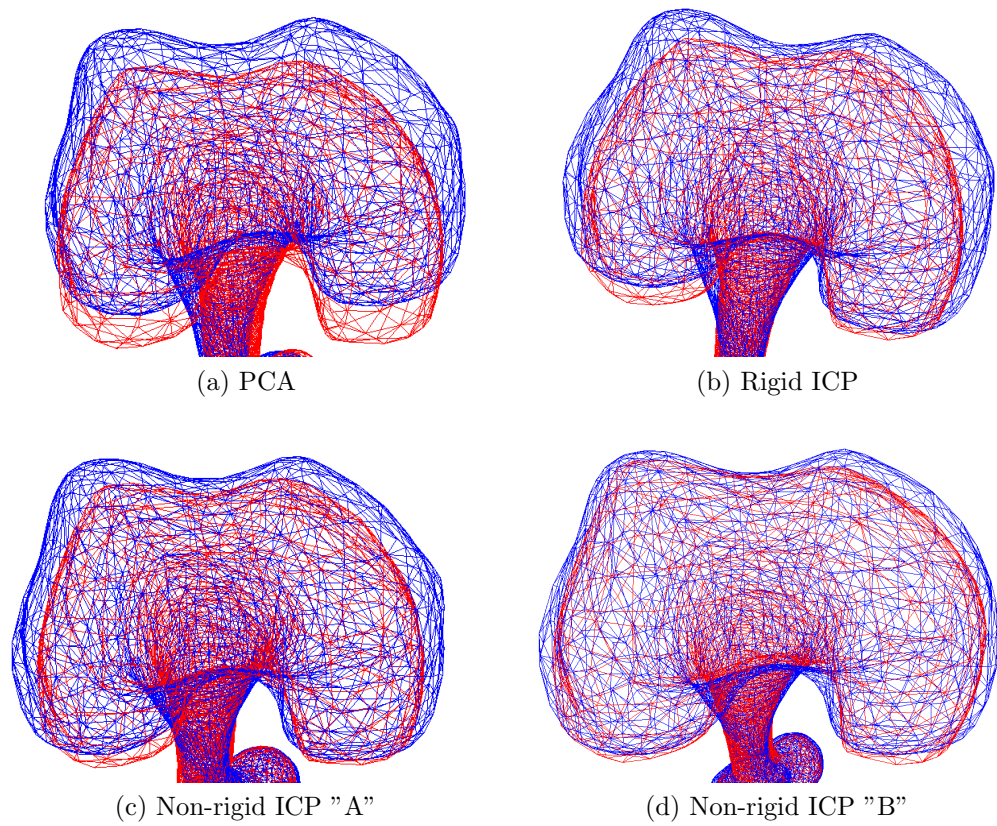 (a) PCA
(b) Rigid ICP
(c) Non-rigid ICP ”A”
(d) Non-rigid ICP ”B”